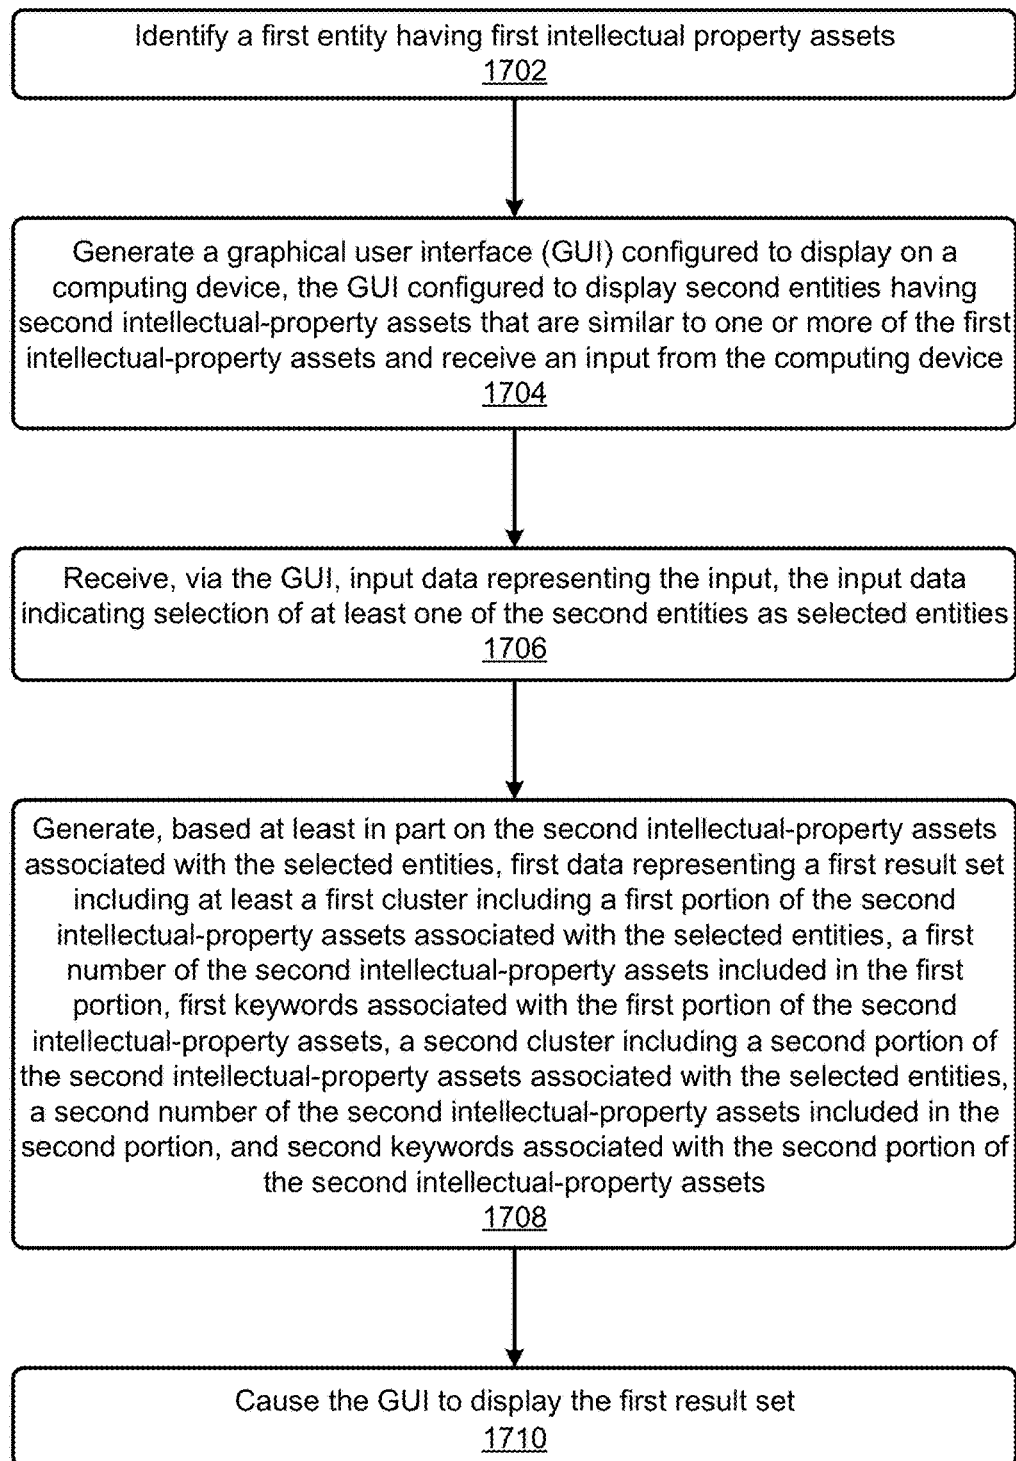 Identify a first entity having first intellectual property assets
1702
Generate a graphical user interface (GUI) configured to display on a
computing device, the GUI configured to display second entities having
second intellectual-property assets that are similar to one or more of the first
intellectual-property assets and receive an input from the computing device
1704
Receive, via the GUI, input data representing the input, the input data
indicating selection of at least one of the second entities as selected entities
1706
Generate, based at least in part on the second intellectual-property assets
associated with the selected entities, first data representing a first result set
including at least a first cluster including a first portion of the second
intellectual-property assets associated with the selected entities, a first
number of the second intellectual-property assets included in the first
portion, first keywords associated with the first portion of the second
intellectual-property assets, a second cluster including a second portion of
the second intellectual-property assets associated with the selected entities,
a second number of the second intellectual-property assets included in the
second portion, and second keywords associated with the second portion of
the second intellectual-property assets
1708
Cause the GUI to display the first result set
1710